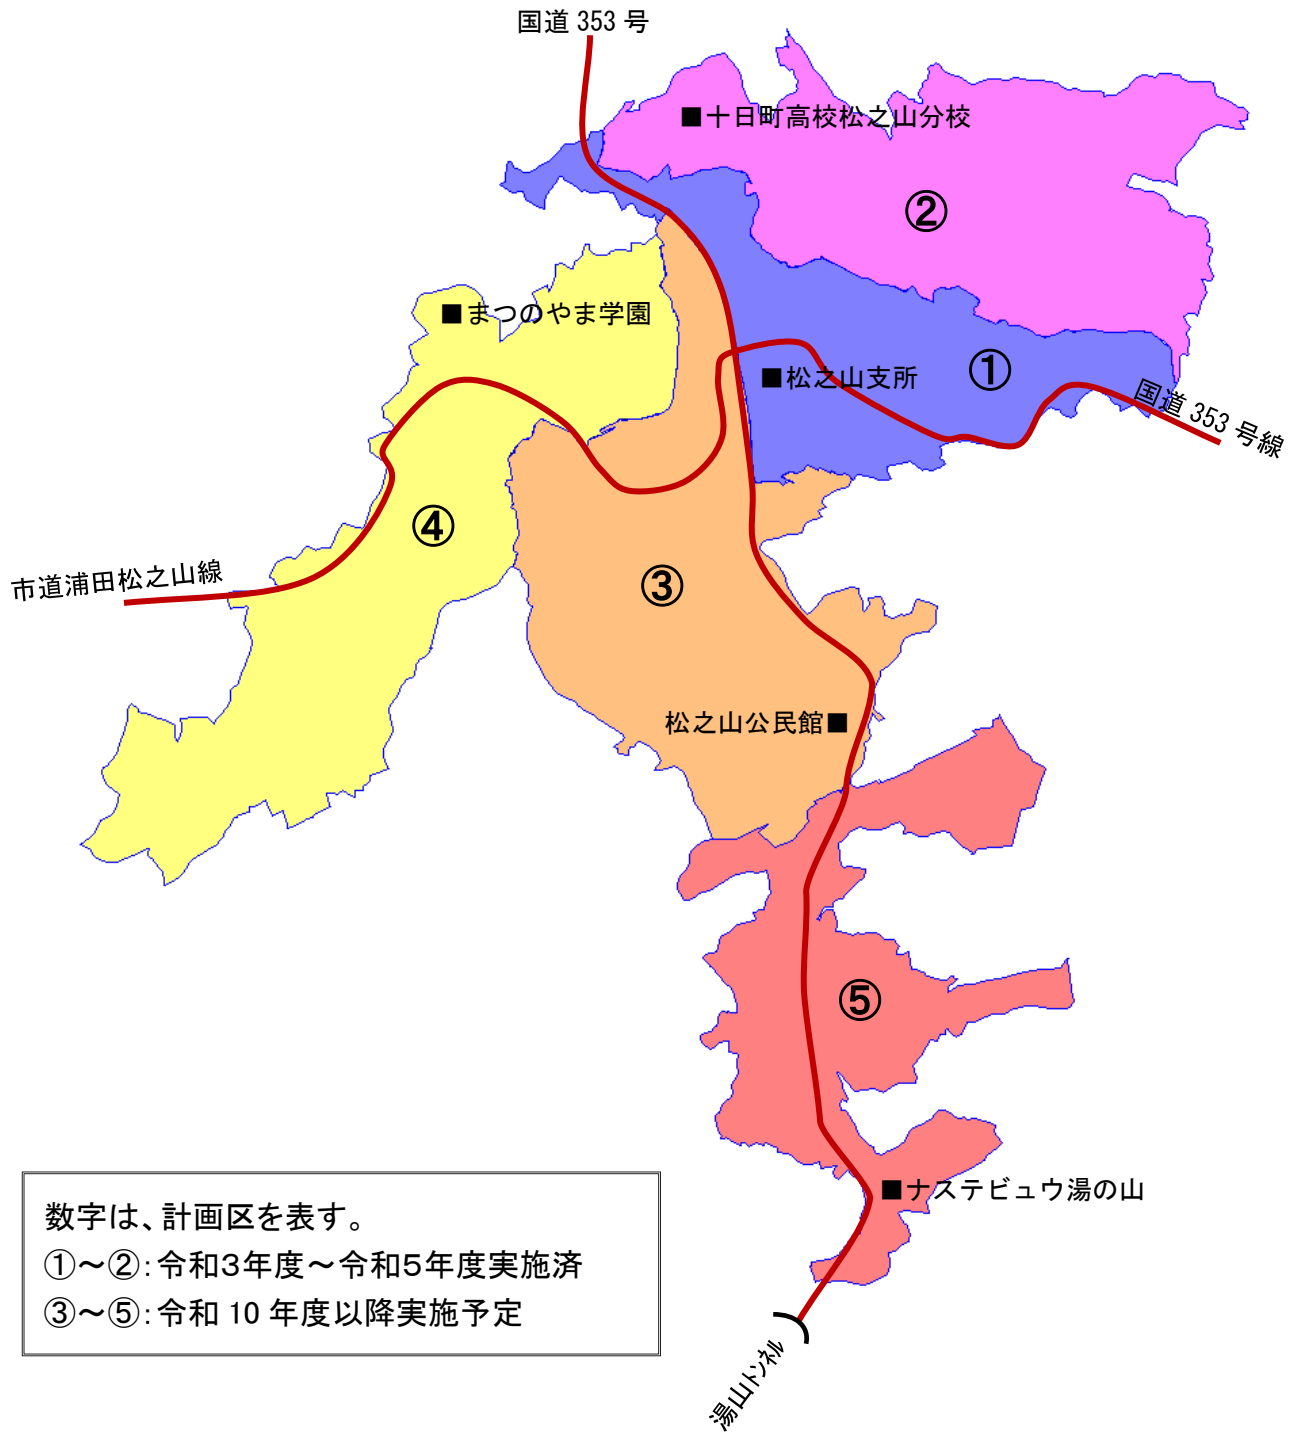 国道 353 号
■十日町高校松之山分校
②
■まつのやま学園
①
■松之山支所
国道 353 号線
④
市道浦田松之山線
③
松之山公民館■
⑤
■ナステビュウ湯の山
数字は、計画区を表す。
①～②：令和3年度～令和5年度実施済
③～⑤：令和 10 年度以降実施予定
湯山ﾄﾝﾈﾙ